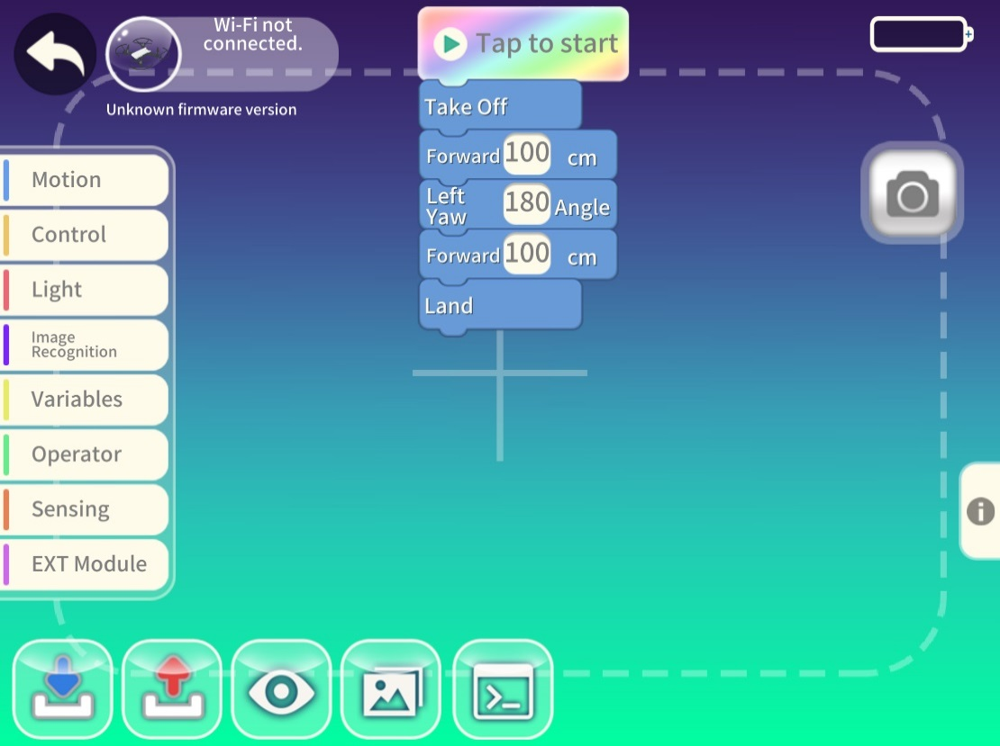 Wi-Fi not
connected.
Unknown firmware version
Tap to start
Take Off
Forward 100 cm
Left
Yaw 180 Angle
Forward 100 cm
Land
Motion
Control
Light
Image
Recognition
Variables
Operator
Sensing
EXT Module